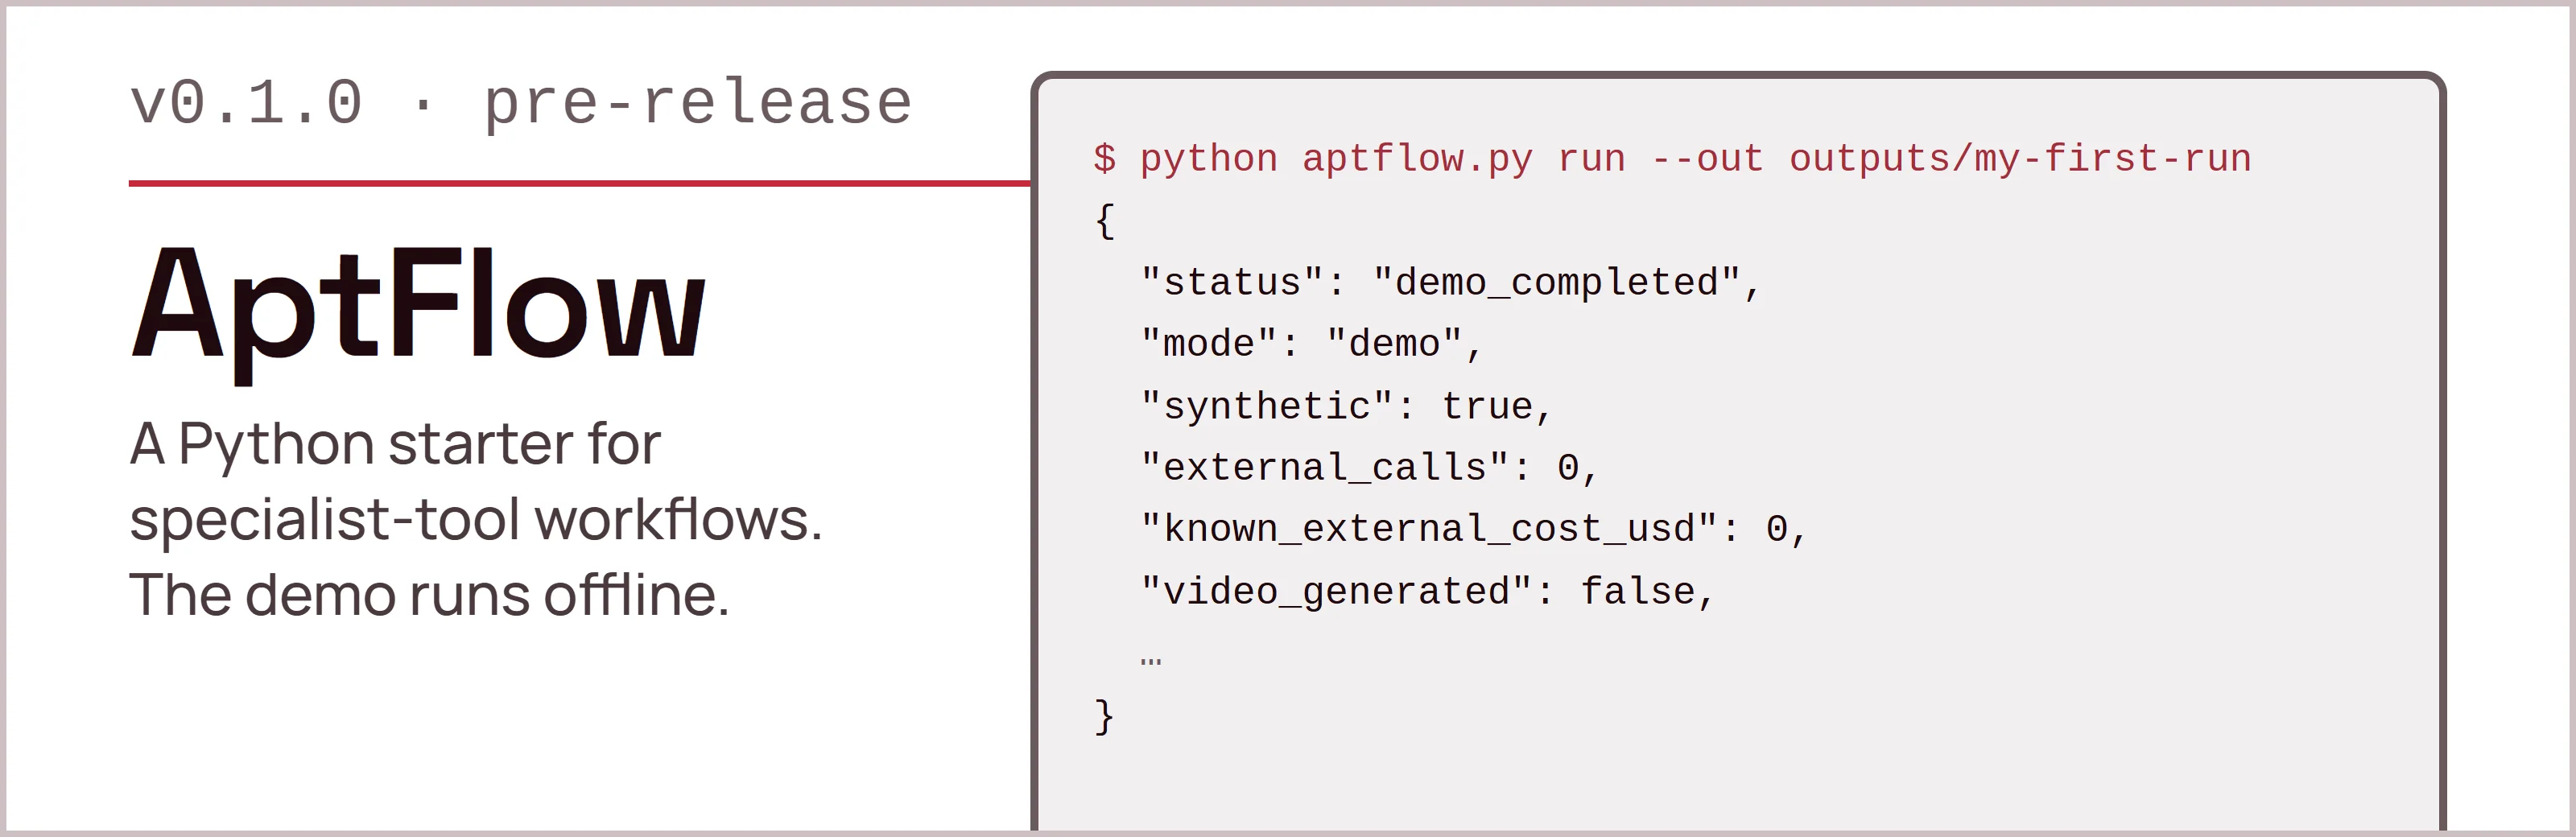 v0.1.0 · pre-release
AptFlow
A Python starter for
specialist-tool workflows.
The demo runs offline.
$ python aptflow.py run --out outputs/my-first-run
{
  "status": "demo_completed",
  "mode": "demo",
  "synthetic": true,
  "external_calls": 0,
  "known_external_cost_usd": 0,
  "video_generated": false,
  …
}